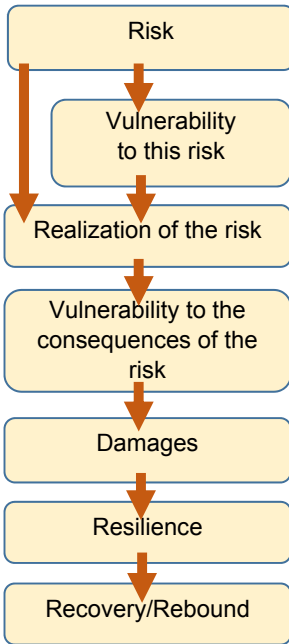 Risk
Vulnerability
to this risk
Realization of the risk
Vulnerability to the
consequences of the
risk
Damages
Resilience
Recovery/Rebound